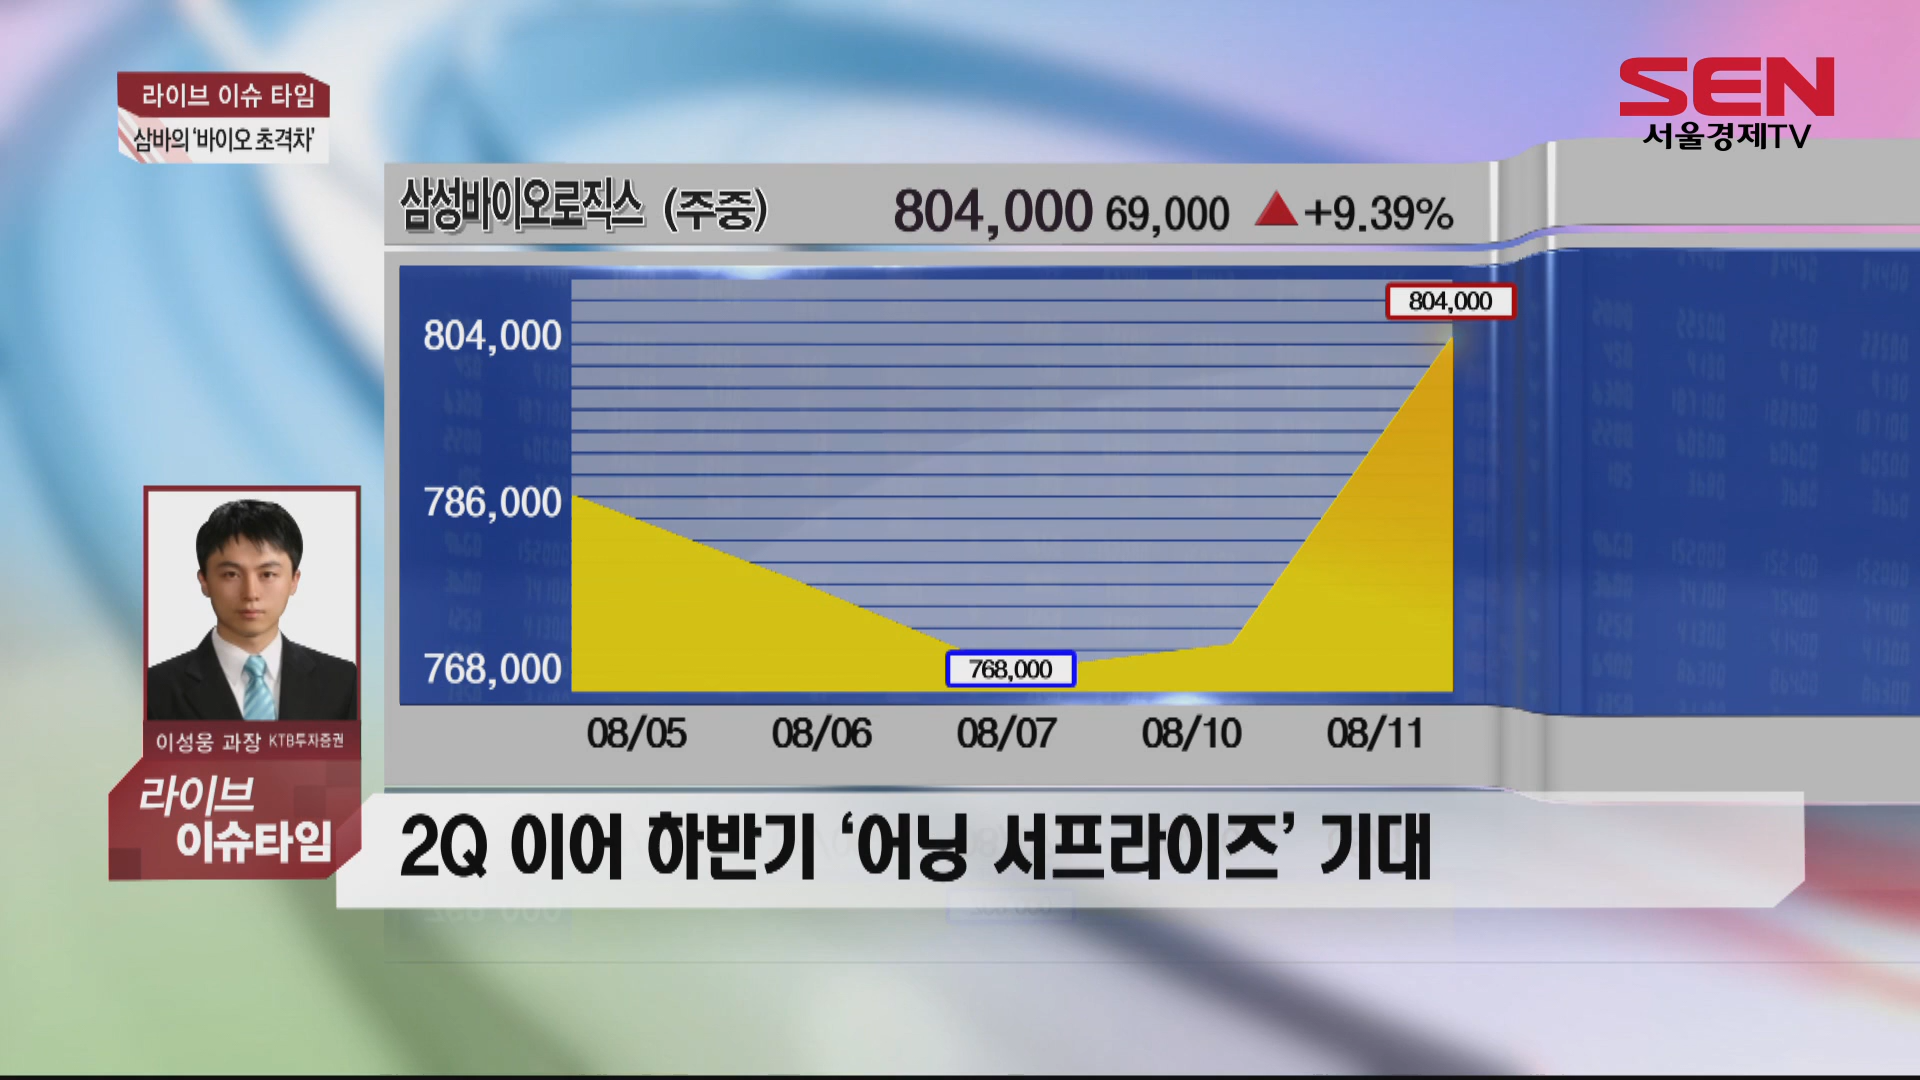 라이브 이슈 타임
삼바의 '바이오 초격차'
SEN
서울경제TV
삼성바이오로직스 (주중) 804,000 69,000 ▲+9.39%
804,000
804,000
786,000
768,000
768,000
08/05 08/06 08/07 08/10 08/11
이성웅 과장 KTB투자증권
라이브
이슈타임
2Q 이어 하반기 ‘어닝 서프라이즈’ 기대